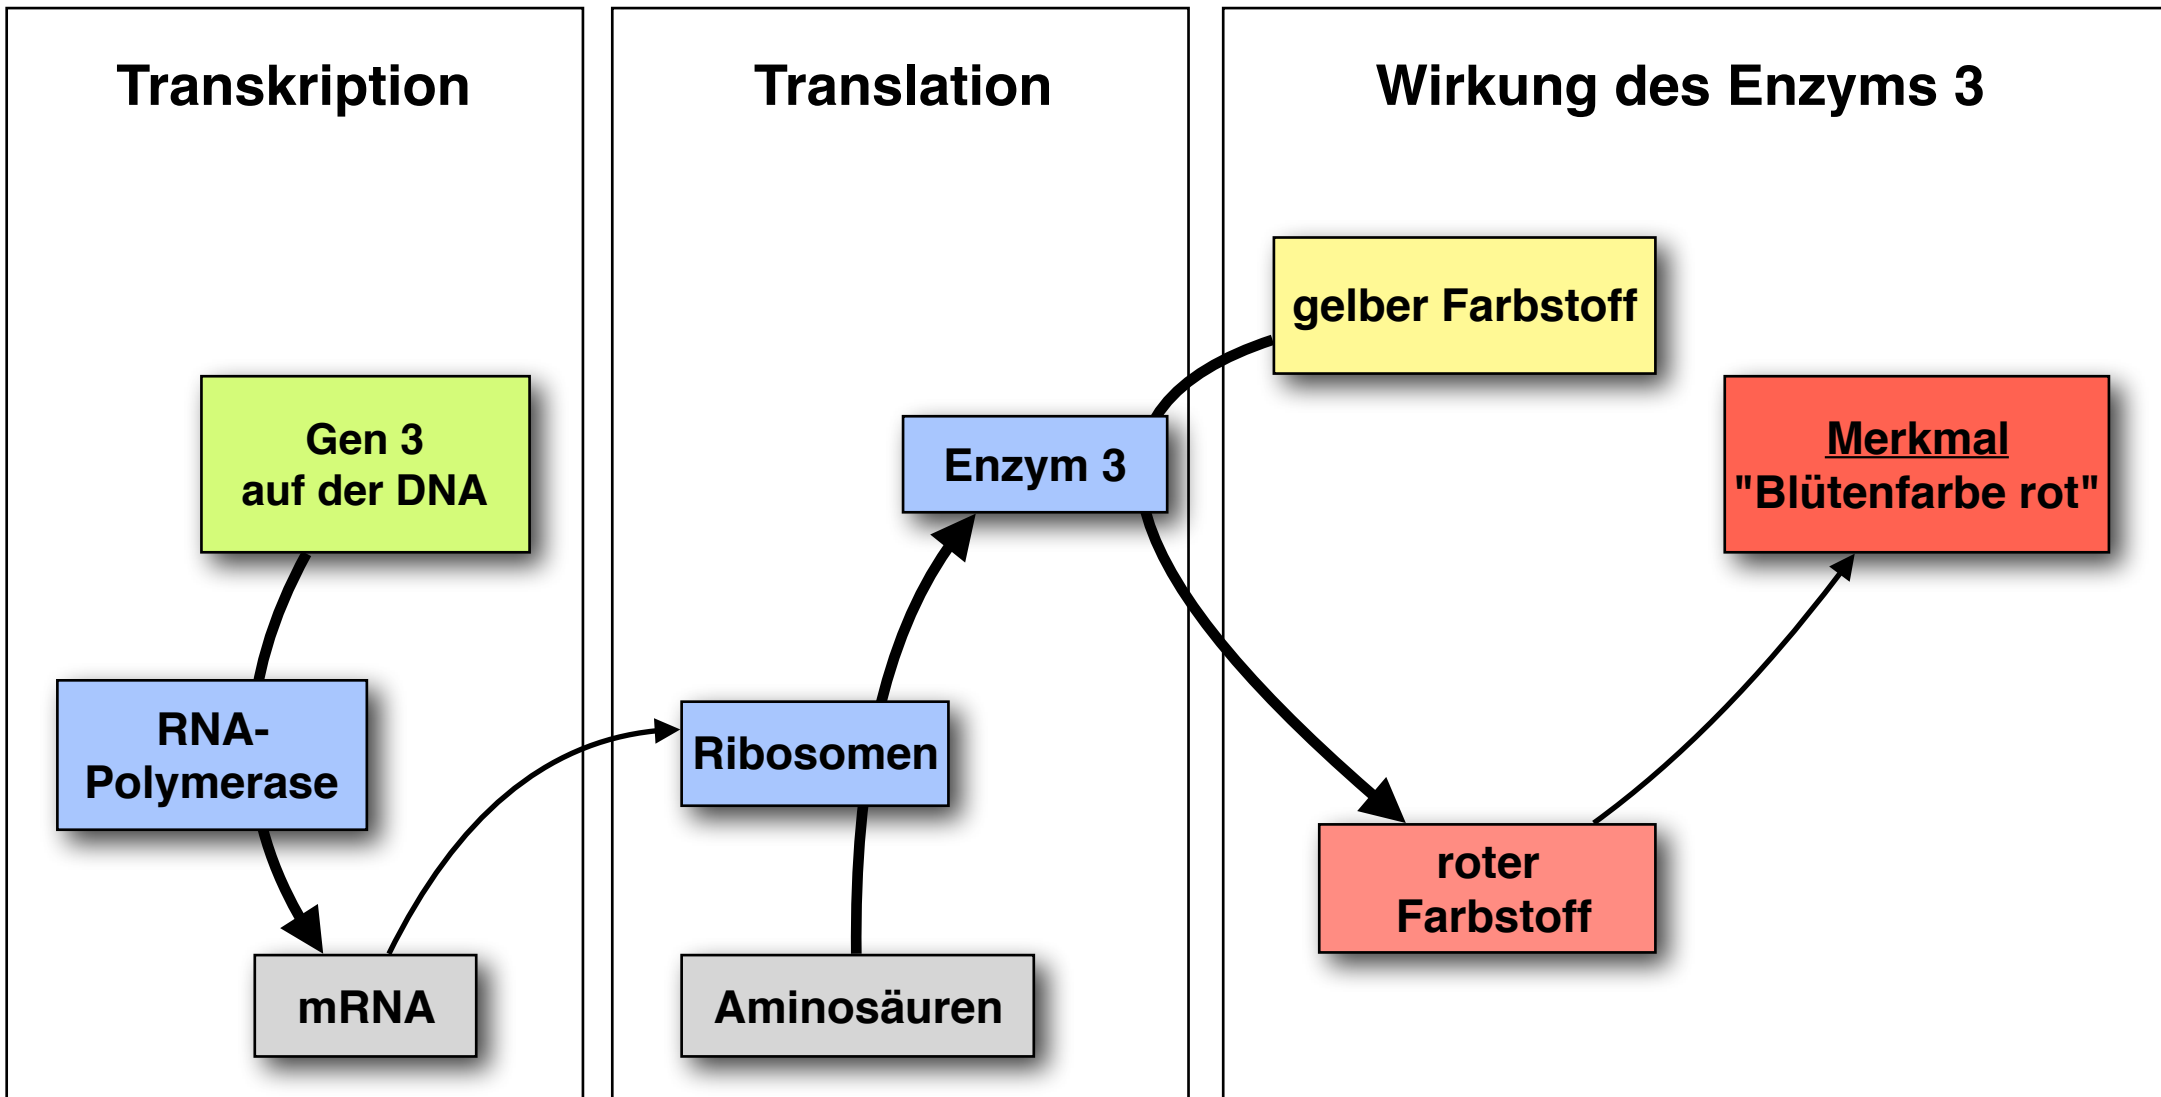 Transkription
Gen 3
auf der DNA
RNA-
Polymerase
mRNA
Translation
Enzym 3
Ribosomen
Aminosäuren
Wirkung des Enzyms 3
gelber Farbstoff
Merkmal
"Blütenfarbe rot"
roter
Farbstoff